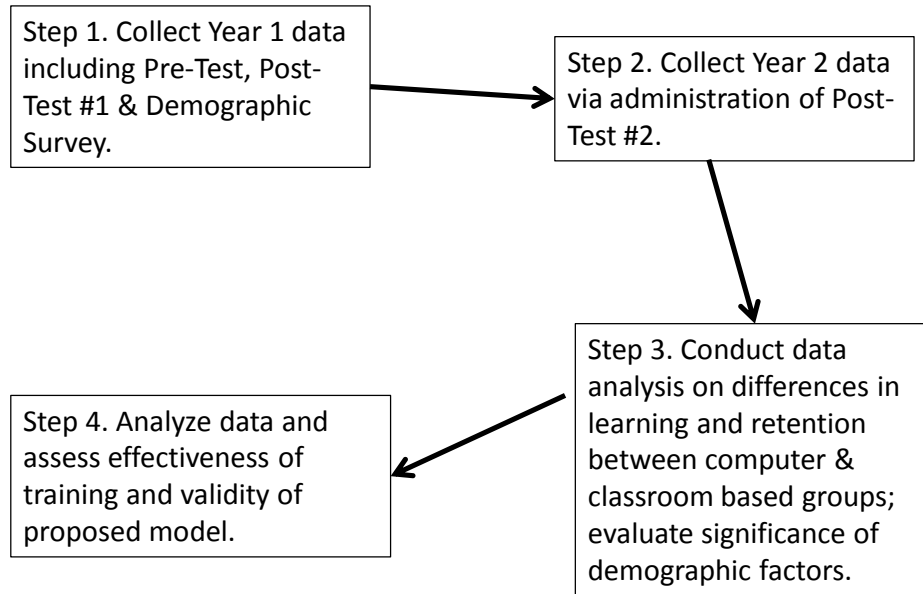 Step 1. Collect Year 1 data
including Pre-Test, Post-
Test #1 & Demographic
Survey.
Step 2. Collect Year 2 data
via administration of Post-
Test #2.
Step 3. Conduct data
analysis on differences in
learning and retention
between computer &
classroom based groups;
evaluate significance of
demographic factors.
Step 4. Analyze data and
assess effectiveness of
training and validity of
proposed model.